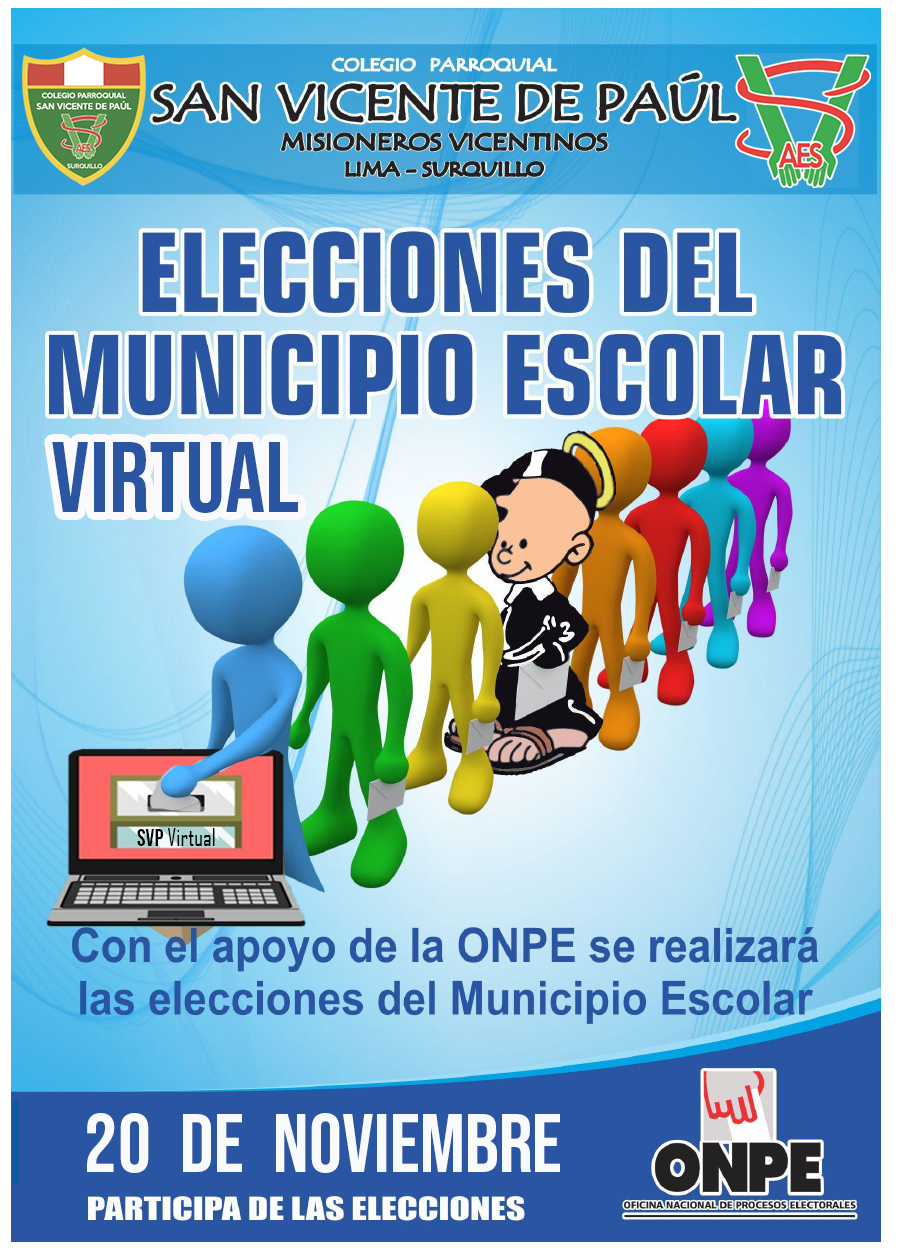 COLEGIO PARROQUIAL
SAN VICENTE DE PAÚL
MISIONEROS VICENTINOS
LIMA – SURQUILLO
COLEGIO PARROQUIAL
SAN VICENTE DE PAÚL
AES
SURQUILLO
AES
ELECCIONES DEL
MUNICIPIO ESCOLAR
VIRTUAL
SVP Virtual
Con el apoyo de la ONPE se realizará
las elecciones del Municipio Escolar
20 DE NOVIEMBRE
PARTICIPA DE LAS ELECCIONES
ONPE
OFICINA NACIONAL DE PROCESOS ELECTORALES